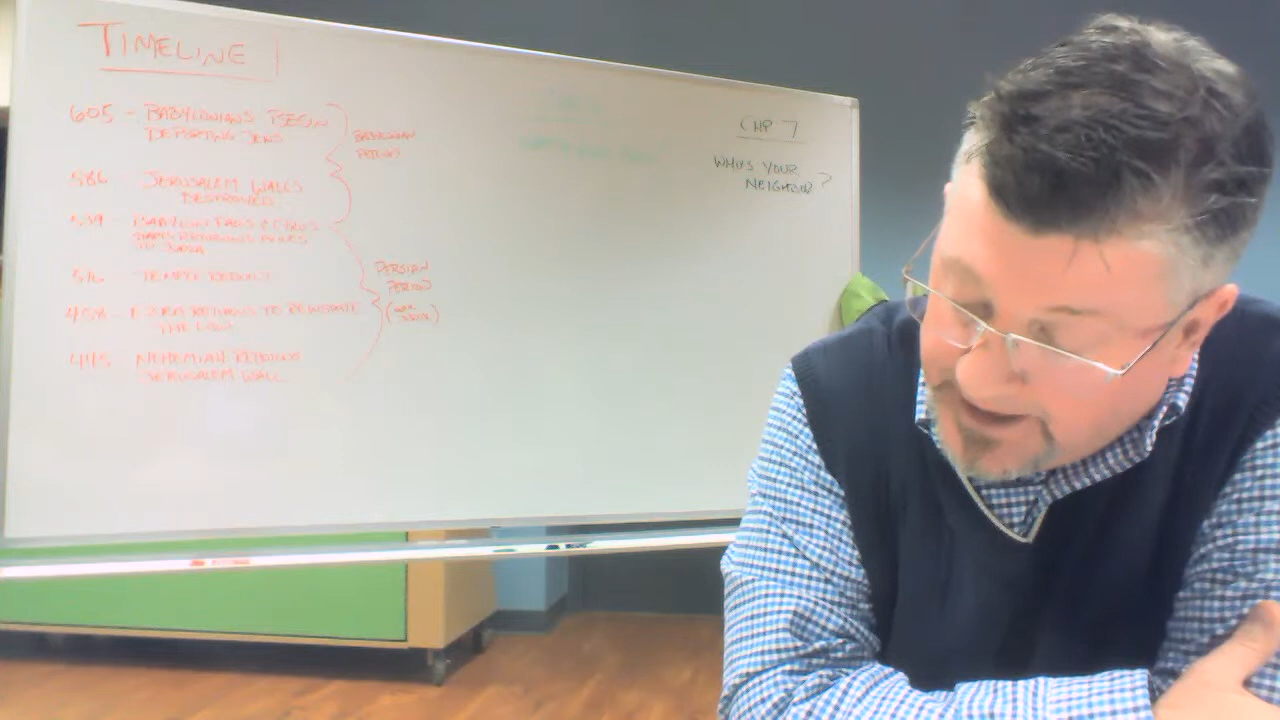 TIMELINE
605 - BABYLONIANS BEGIN
DEPORTING JEWS
BABYLONIAN
PERIOD
586 JERUSALEM WALLS
DESTROYED
539 - BABYLON FALLS & CYRUS
516 TEMPLE REBUILT
458 - EZRA RETURNS TO
THE LAW
PERSIAN
PERIOD
445 NEHEMIAH REBUILDS
JERUSALEM WALL
CHP 7
WHO'S YOUR
NEIGHBOR?